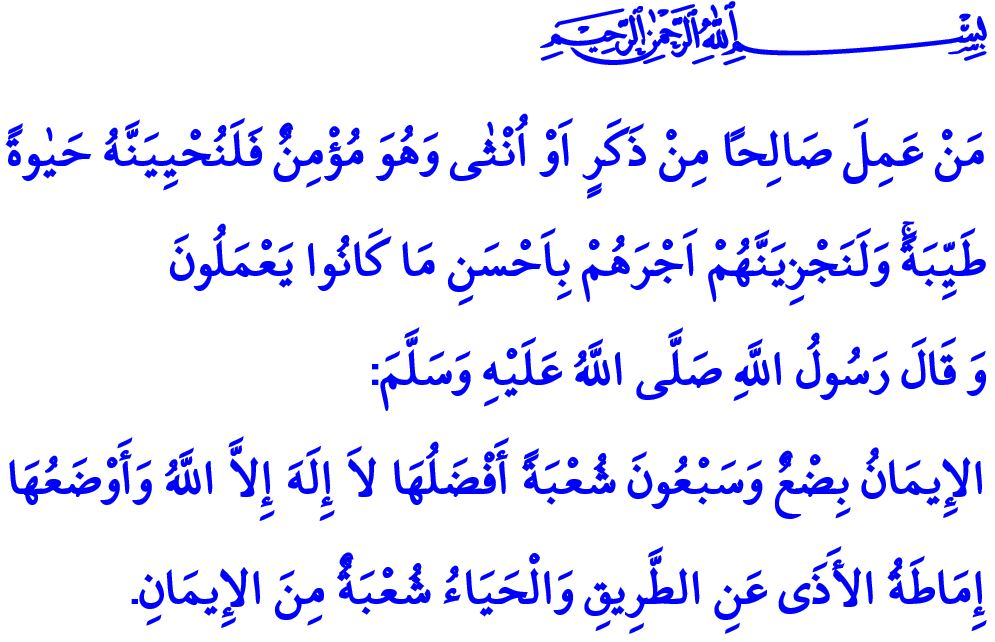 بِسْمِ اللّٰهِ الرَّحْمٰنِ الرَّحِيمِ
مَنْ عَمِلَ صَالِحًا مِنْ ذَكَرٍ اَوْ اُنْثٰى وَهُوَ مُؤْمِنٌ فَلَنُحْيِيَنَّهُ حَيٰوةً
طَيِّبَةًۚ وَلَنَجْزِيَنَّهُمْ اَجْرَهُمْ بِاَحْسَنِ مَا كَانُوا يَعْمَلُونَ
وَ قَالَ رَسُولُ اللَّهِ صَلَّى اللَّهُ عَلَيْهِ وَسَلَّمَ:
الإِيمَانُ بِضْعٌ وَسَبْعُونَ شُعْبَةً أَفْضَلُهَا لاَ إِلَهَ إِلاَّ اللَّهُ وَأَوْضَعُهَا
إِمَاطَةُ الأَذَى عَنِ الطَّرِيقِ وَالْحَيَاءُ شُعْبَةٌ مِنَ الإِيمَانِ.